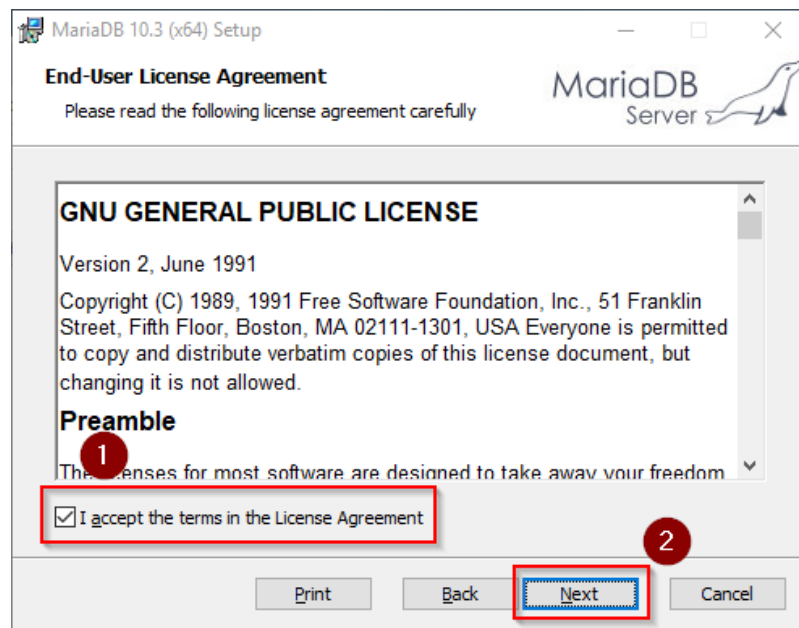 MariaDB 10.3 (x64) Setup
End-User License Agreement
Please read the following license agreement carefully
MariaDB
Server
GNU GENERAL PUBLIC LICENSE
Version 2, June 1991
Copyright (C) 1989, 1991 Free Software Foundation, Inc., 51 Franklin
Street, Fifth Floor, Boston, MA 02111-1301, USA Everyone is permitted
to copy and distribute verbatim copies of this license document, but
changing it is not allowed.
Preamble
1
The licenses for most software are designed to take away your freedom
I accept the terms in the License Agreement
2
Print Back Next Cancel